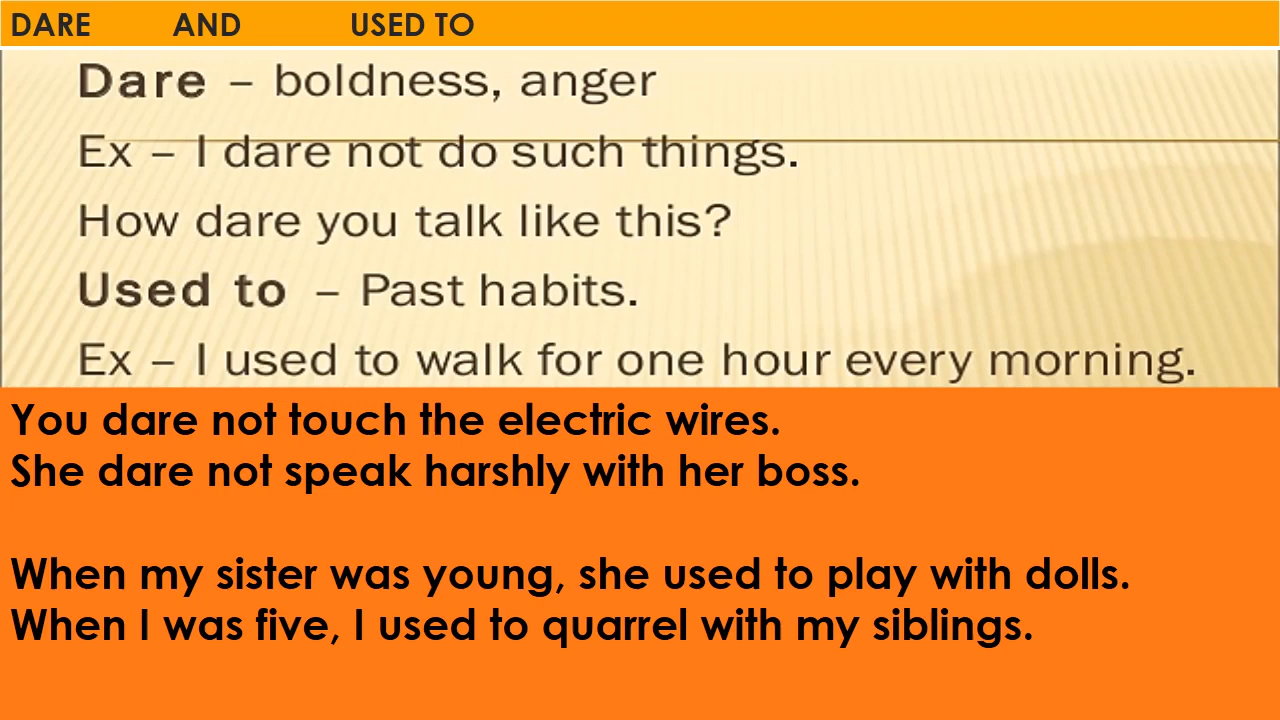 DARE AND USED TO
Dare – boldness, anger
Ex – I dare not do such things.
How dare you talk like this?
Used to – Past habits.
Ex – I used to walk for one hour every morning.
You dare not touch the electric wires.
She dare not speak harshly with her boss.
When my sister was young, she used to play with dolls.
When I was five, I used to quarrel with my siblings.